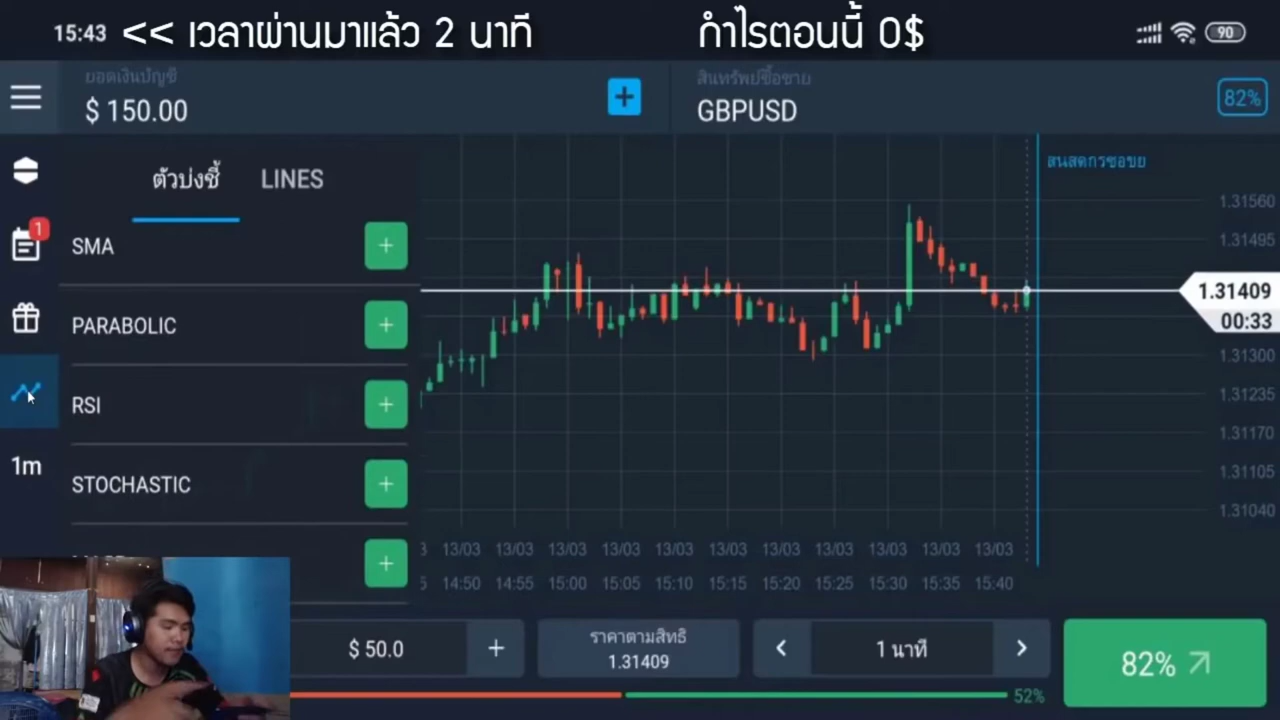 15:43 << เวลาผ่านมาแล้ว 2 นาที
กำไรตอนนี้ 0$
90
ยอดเงินบัญชี
$ 150.00
+
สินทรัพย์ซื้อขาย
GBPUSD
82%
1
1m
ตัวบ่งชี้
LINES
SMA
+
PARABOLIC
+
RSI
+
STOCHASTIC
+
+
1.31560
1.31495
1.31409
00:33
1.31300
1.31235
1.31170
1.31105
1.31040
13/03 13/03 13/03 13/03 13/03 13/03 13/03 13/03 13/03 13/03 13/03
14:50 14:55 15:00 15:05 15:10 15:15 15:20 15:25 15:30 15:35 15:40
$ 50.0
+
ราคาตามสิทธิ
1.31409
<
1 นาที
>
82%
52%